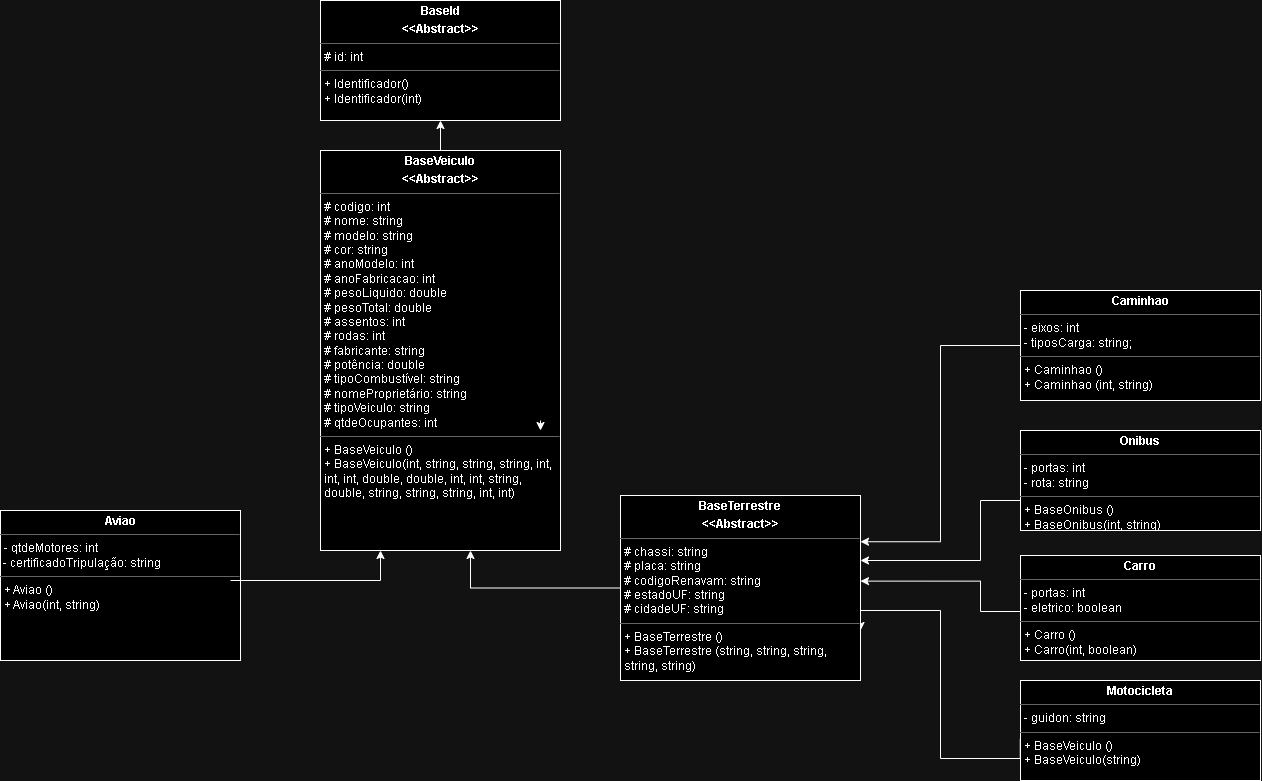 BaseId
<<Abstract>>
# id: int
+ Identificador()
+ Identificador(int)
BaseVeiculo
<<Abstract>>
# codigo: int
# nome: string
# modelo: string
# cor: string
# anoModelo: int
# anoFabricacao: int
# pesoLiquido: double
# pesoTotal: double
# assentos: int
# rodas: int
# fabricante: string
# potência: double
# tipoCombustível: string
# nomeProprietário: string
# tipoVeiculo: string
# qtdeOcupantes: int
+ BaseVeiculo ()
+ BaseVeiculo(int, string, string, string, int,
int, int, double, double, int, int, string,
double, string, string, string, int, int)
Aviao
- qtdeMotores: int
- certificadoTripulação: string
+ Aviao ()
+ Aviao(int, string)
BaseTerrestre
<<Abstract>>
# chassi: string
# placa: string
# codigoRenavam: string
# estadoUF: string
# cidadeUF: string
+ BaseTerrestre ()
+ BaseTerrestre (string, string, string,
string, string)
Caminhao
- eixos: int
- tiposCarga: string;
+ Caminhao ()
+ Caminhao (int, string)
Onibus
- portas: int
- rota: string
+ BaseOnibus ()
+ BaseOnibus(int, string)
Carro
- portas: int
- eletrico: boolean
+ Carro ()
+ Carro(int, boolean)
Motocicleta
- guidon: string
+ BaseVeiculo ()
+ BaseVeiculo(string)